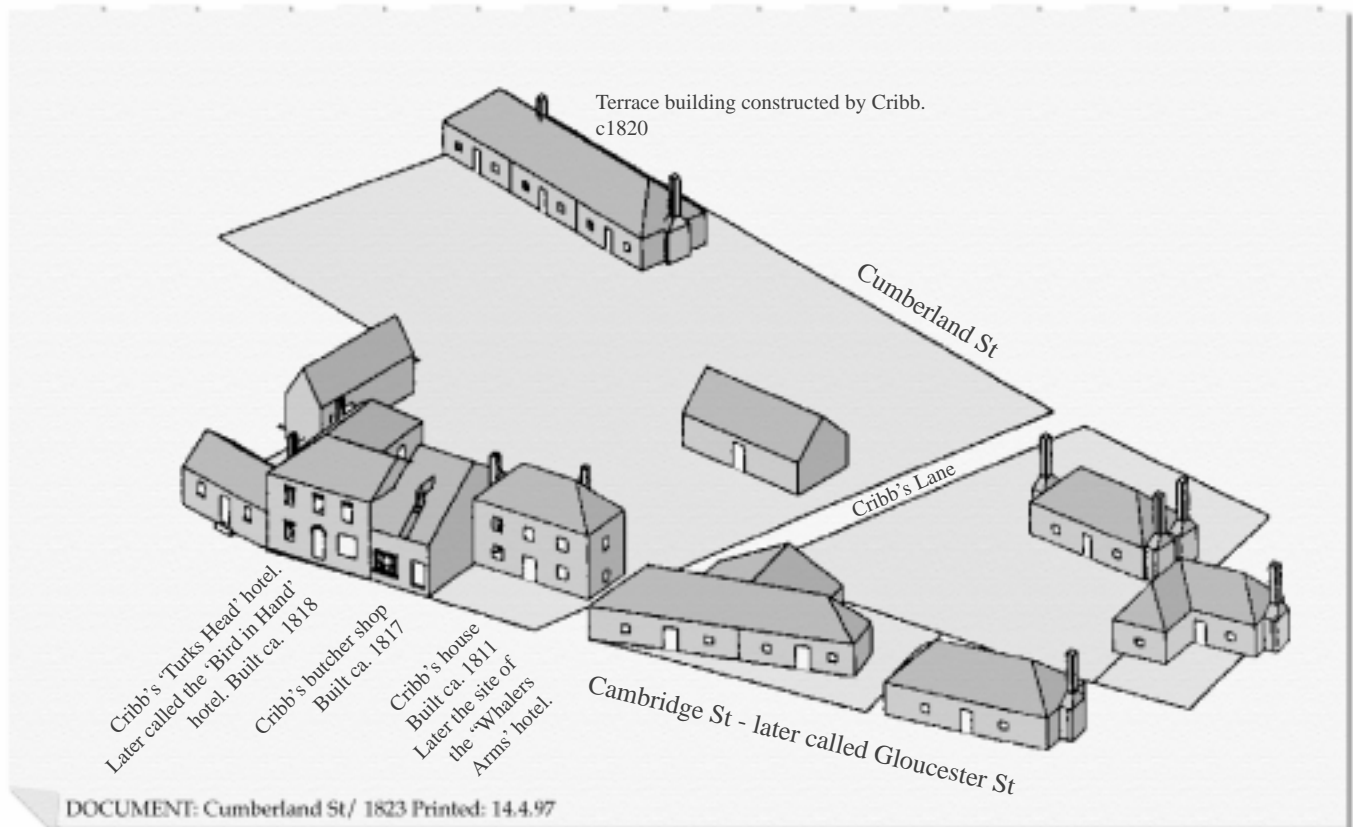 Terrace building constructed by Cribb.
c1820
Cumberland St
Cribb's Lane
Cribb's 'Turks Head' hotel.
Later called the 'Bird in Hand'
hotel. Built ca. 1818
Cribb's butcher shop
Built ca. 1817
Cribb's house
Built ca. 1811
Later the site of
the "Whalers
Arms' hotel.
Cambridge St - later called Gloucester St
DOCUMENT: Cumberland St/ 1823 Printed: 14.4.97